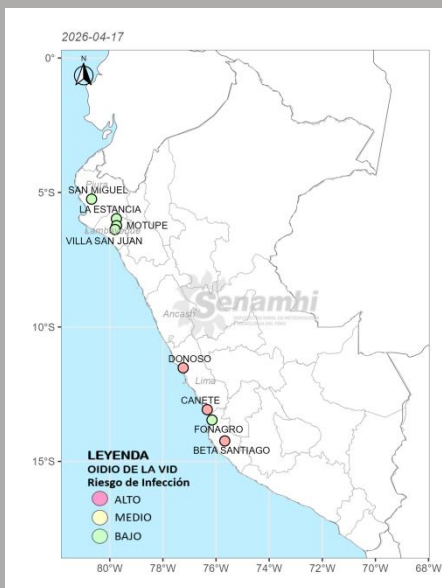 2026-04-17
N
0°
5°S
10°S
15°S
Piura
SAN MIGUEL
LA ESTANCIA
MOTUPE
Lambayeque
VILLA SAN JUAN
Senamhi
Ancash
DONOSO
Lima
CANETE
FONAGRO
BETA SANTIAGO
LEYENDA
OIDIO DE LA VID
Riesgo de Infección
ALTO
MEDIO
BAJO
80°W 78°W 76°W 74°W 72°W 70°W 68°W